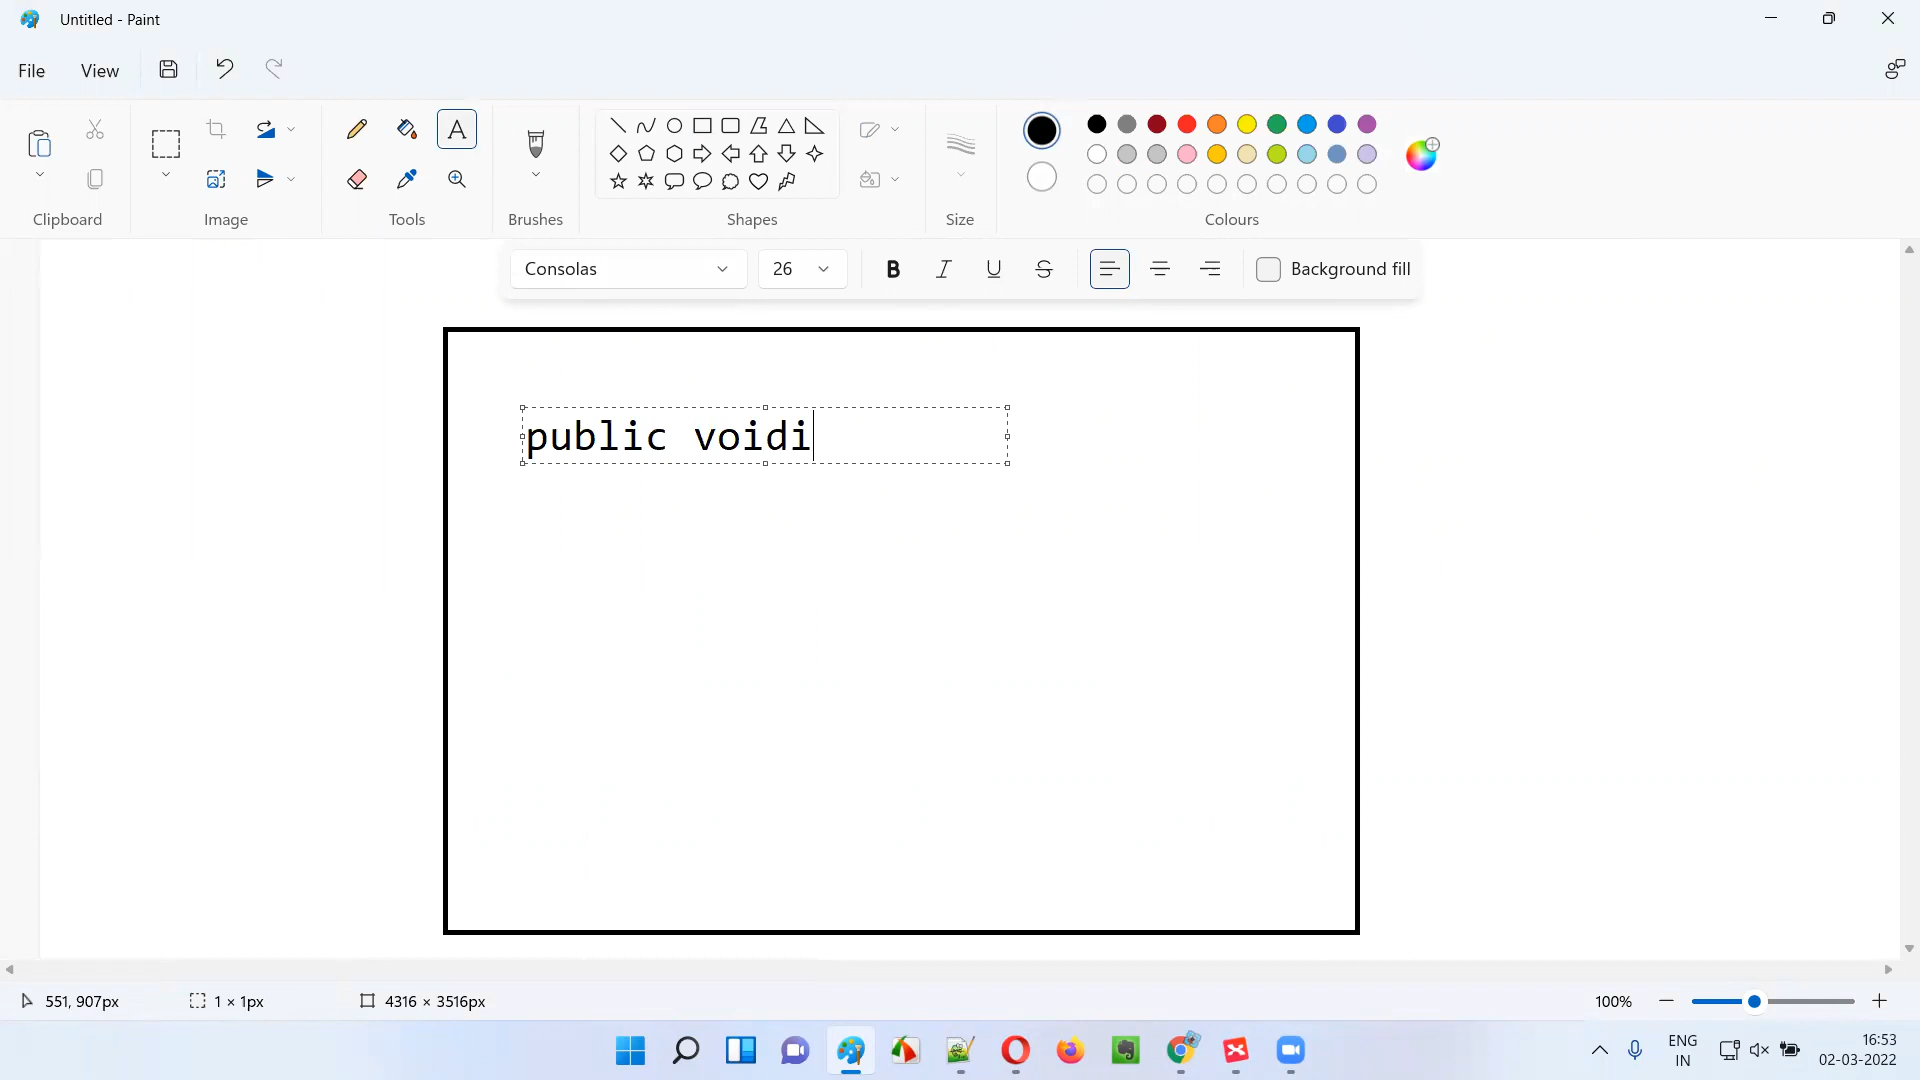 Untitled - Paint
File
View
Clipboard
Image
Tools
Brushes
Shapes
Size
Colours
Consolas
26
Background fill
public voidi
551, 907px
1 × 1px
4316 × 3516px
100%
ENG
IN
16:53
02-03-2022